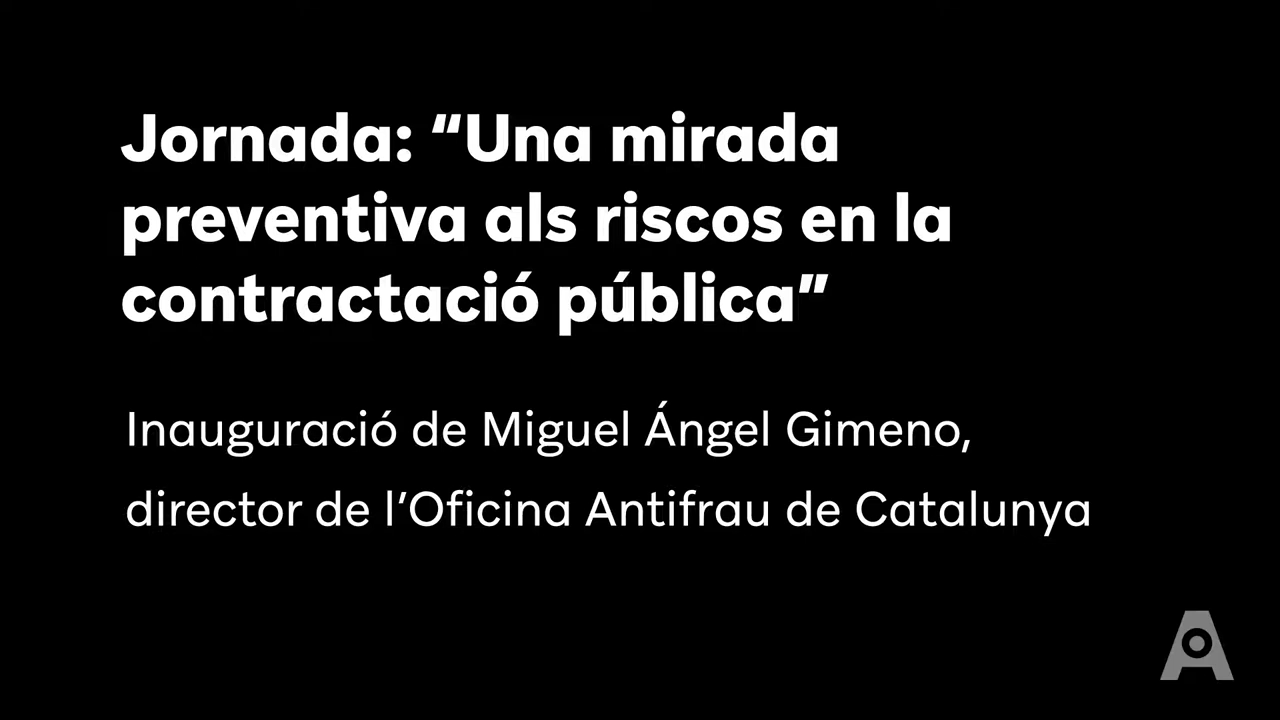 Jornada: “Una mirada
preventiva als riscos en la
contractació pública”
Inauguració de Miguel Ángel Gimeno,
director de l’Oficina Antifrau de Catalunya